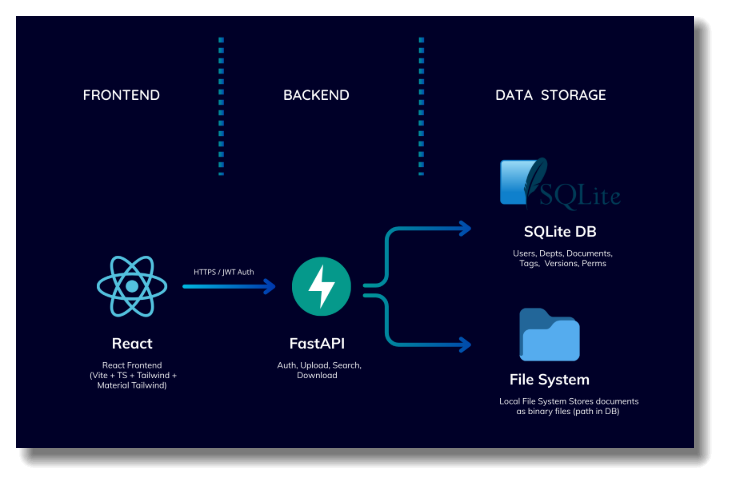 FRONTEND
BACKEND
DATA STORAGE
SQLite
SQLite DB
Users, Depts, Documents,
Tags, Versions, Perms
HTTPS / JWT Auth
React
React Frontend
(Vite + TS + Tailwind +
Material Tailwind)
FastAPI
Auth, Upload, Search,
Download
File System
Local File System Stores documents
as binary files (path in DB)